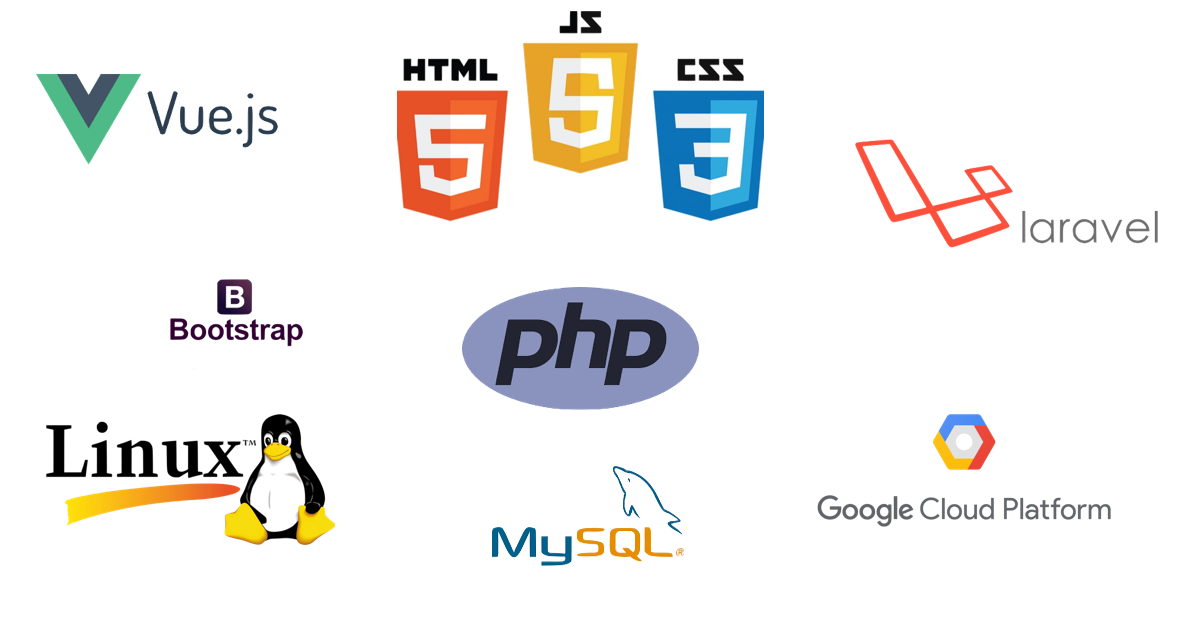 JS
HTML
CSS
5
5
3
Vue.js
laravel
B
Bootstrap
php
Linux™
Google Cloud Platform
MySQL®